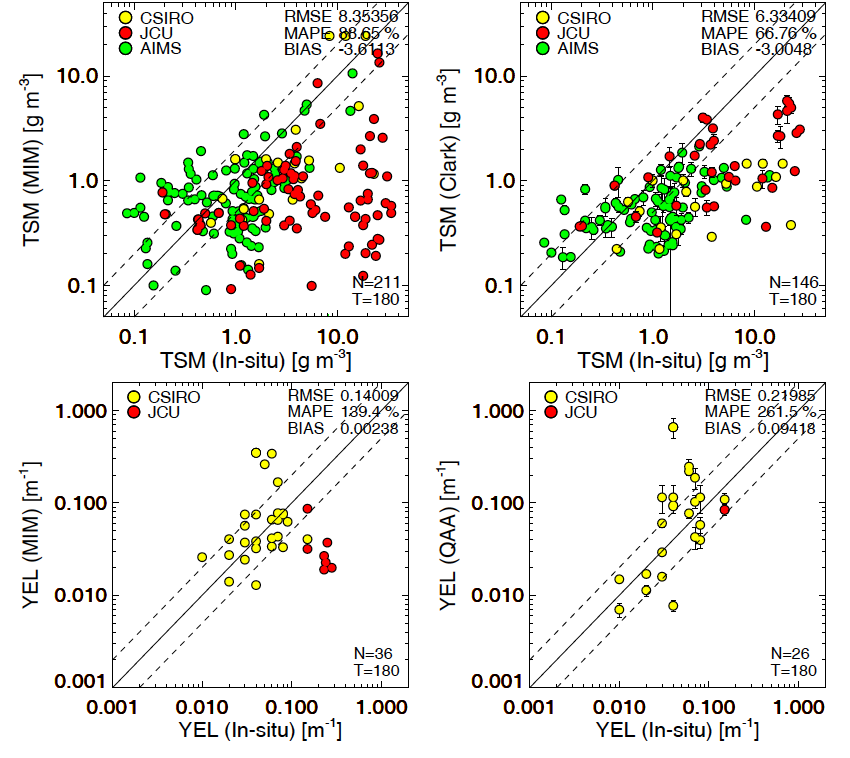 CSIRO
JCU
AIMS
RMSE 8.35356
MAPE 88.65 %
BIAS -3.6113
10.0
1.0
0.1
TSM (MIM) [g m-3]
N=211
T=180
0.1 1.0 10.0
TSM (In-situ) [g m-3]
CSIRO
JCU
AIMS
RMSE 6.33409
MAPE 66.76 %
BIAS -3.0048
10.0
1.0
0.1
TSM (Clark) [g m-3]
N=146
T=180
0.1 1.0 10.0
TSM (In-situ) [g m-3]
CSIRO
JCU
RMSE 0.14009
MAPE 139.4 %
BIAS 0.00238
1.000
0.100
0.010
0.001
YEL (MIM) [m-1]
N=36
T=180
0.001 0.010 0.100 1.000
YEL (In-situ) [m-1]
CSIRO
JCU
RMSE 0.21985
MAPE 261.5 %
BIAS 0.09418
1.000
0.100
0.010
0.001
YEL (QAA) [m-1]
N=26
T=180
0.001 0.010 0.100 1.000
YEL (In-situ) [m-1]